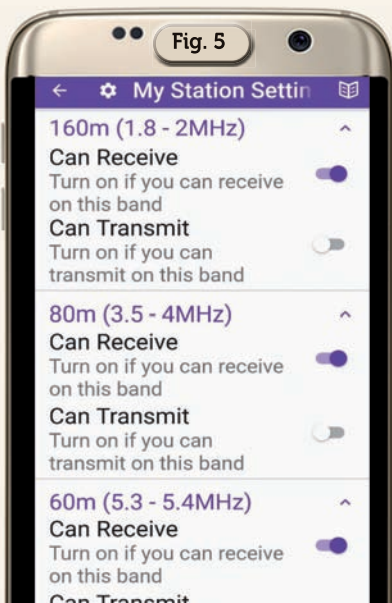 Fig. 5
My Station Settin
160m (1.8 - 2MHz)
Can Receive
Turn on if you can receive
on this band
Can Transmit
Turn on if you can
transmit on this band
80m (3.5 - 4MHz)
Can Receive
Turn on if you can receive
on this band
Can Transmit
Turn on if you can
transmit on this band
60m (5.3 - 5.4MHz)
Can Receive
Turn on if you can receive
on this band
Can Transmit